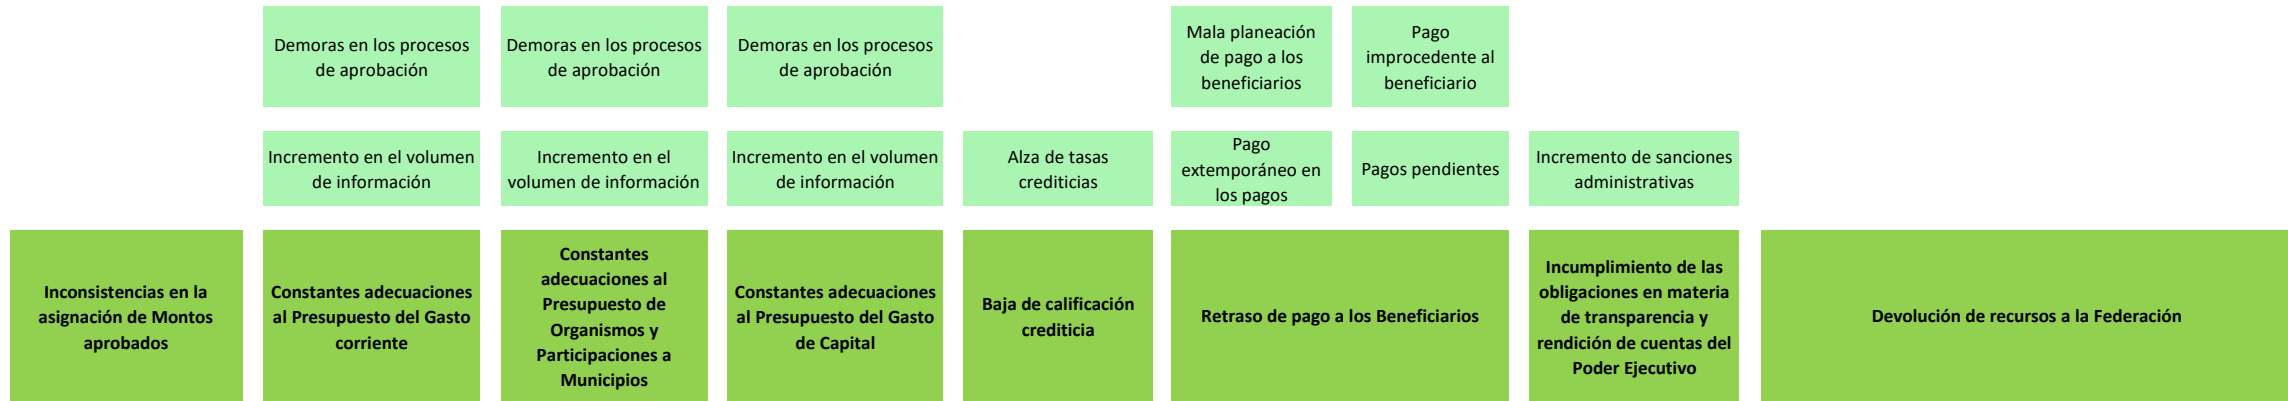 Demoras en los procesos
de aprobación
Demoras en los procesos
de aprobación
Demoras en los procesos
de aprobación
Mala planeación
de pago a los
beneficiarios
Pago
improcedente al
beneficiario
Incremento en el volumen
de información
Incremento en el
volumen de información
Incremento en el volumen
de información
Alza de tasas
crediticias
Pago
extemporáneo en
los pagos
Pagos pendientes
Incremento de sanciones
administrativas
Inconsistencias en la
asignación de Montos
aprobados
Constantes adecuaciones
al Presupuesto del Gasto
corriente
Constantes
adecuaciones al
Presupuesto de
Organismos y
Participaciones a
Municipios
Constantes adecuaciones
al Presupuesto del Gasto
de Capital
Baja de calificación
crediticia
Retraso de pago a los Beneficiarios
Incumplimiento de las
obligaciones en materia
de transparencia y
rendición de cuentas del
Poder Ejecutivo
Devolución de recursos a la Federación